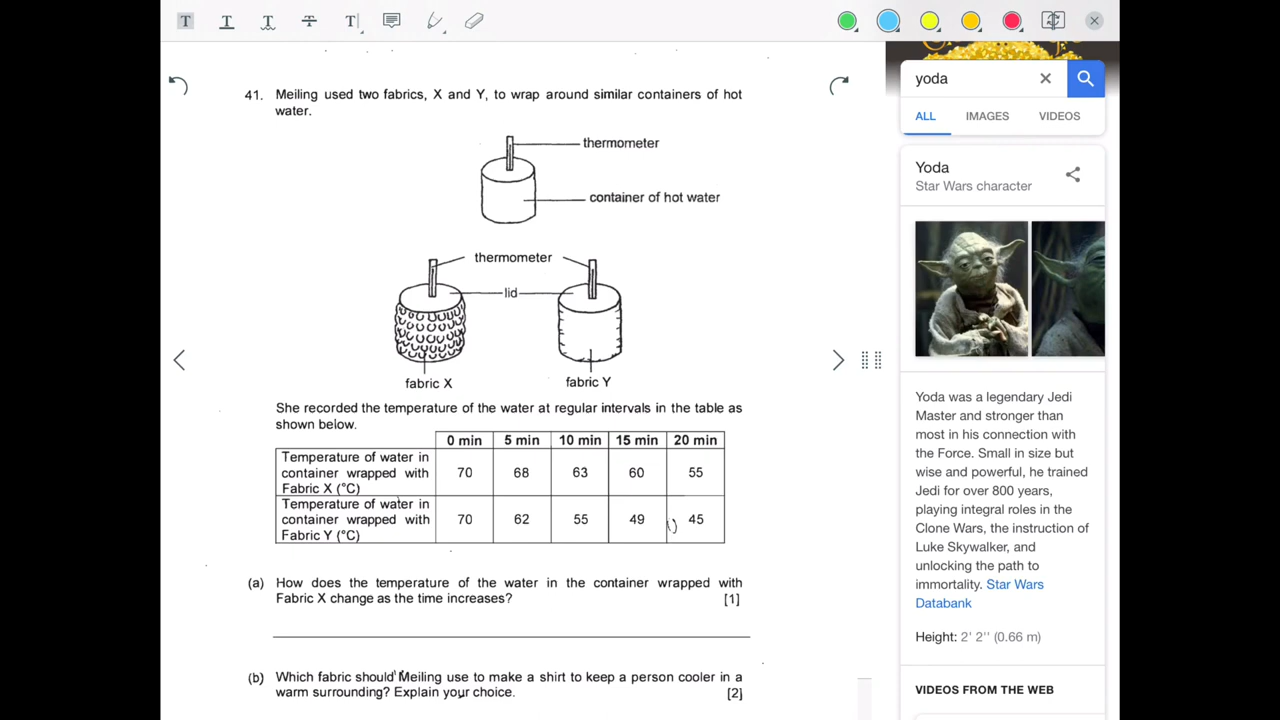 yoda
ALL IMAGES VIDEOS
Yoda
Star Wars character
41. Meiling used two fabrics, X and Y, to wrap around similar containers of hot
water.
thermometer
container of hot water
thermometer
lid
fabric X
fabric Y
She recorded the temperature of the water at regular intervals in the table as
shown below.
0 min 5 min 10 min 15 min 20 min
Temperature of water in
container wrapped with
Fabric X (°C)
70 68 63 60 55
Temperature of water in
container wrapped with
Fabric Y (°C)
70 62 55 49 45
(a) How does the temperature of the water in the container wrapped with
Fabric X change as the time increases? [1]
(b) Which fabric should Meiling use to make a shirt to keep a person cooler in a
warm surrounding? Explain your choice. [2]
Yoda was a legendary Jedi
Master and stronger than
most in his connection with
the Force. Small in size but
wise and powerful, he trained
Jedi for over 800 years,
playing integral roles in the
Clone Wars, the instruction of
Luke Skywalker, and
unlocking the path to
immortality. Star Wars
Databank
Height: 2' 2'' (0.66 m)
VIDEOS FROM THE WEB